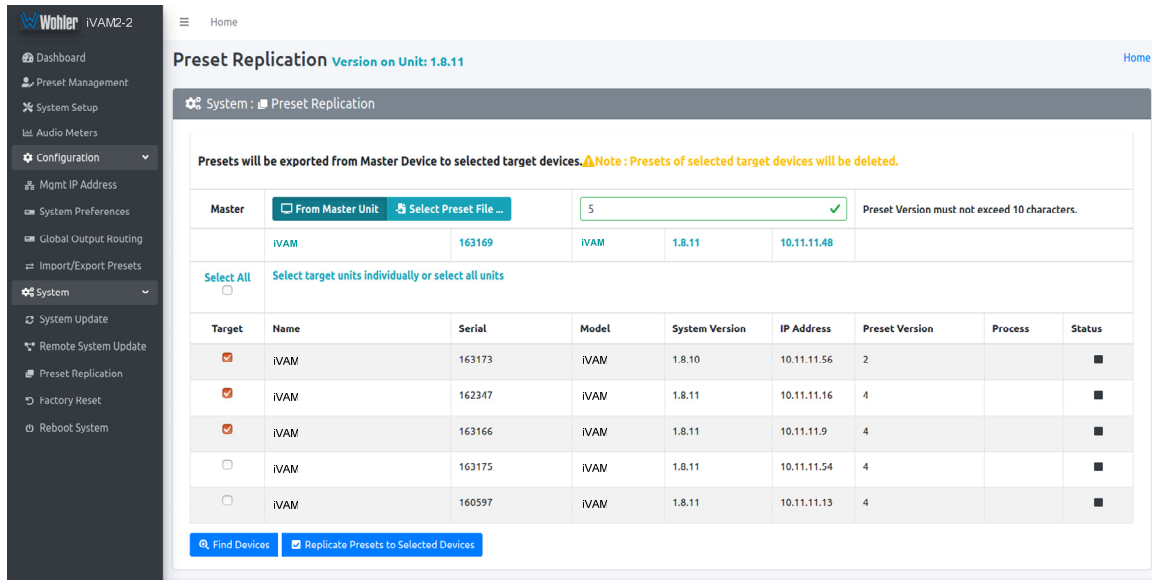 Wohler iVAM2-2
Home
Dashboard
Preset Management
System Setup
Audio Meters
Configuration
Mgmt IP Address
System Preferences
Global Output Routing
Import/Export Presets
System
System Update
Remote System Update
Preset Replication
Factory Reset
Reboot System
Preset Replication Version on Unit: 1.8.11
Home
System : Preset Replication
Presets will be exported from Master Device to selected target devices. Note : Presets of selected target devices will be deleted.
Master From Master Unit Select Preset File ... 5 Preset Version must not exceed 10 characters.
iVAM 163169 iVAM 1.8.11 10.11.11.48
Select All Select target units individually or select all units
Target Name Serial Model System Version IP Address Preset Version Process Status
iVAM 163173 iVAM 1.8.10 10.11.11.56 2
iVAM 162347 iVAM 1.8.11 10.11.11.16 4
iVAM 163166 iVAM 1.8.11 10.11.11.9 4
iVAM 163175 iVAM 1.8.11 10.11.11.54 4
iVAM 160597 iVAM 1.8.11 10.11.11.13 4
Find Devices Replicate Presets to Selected Devices